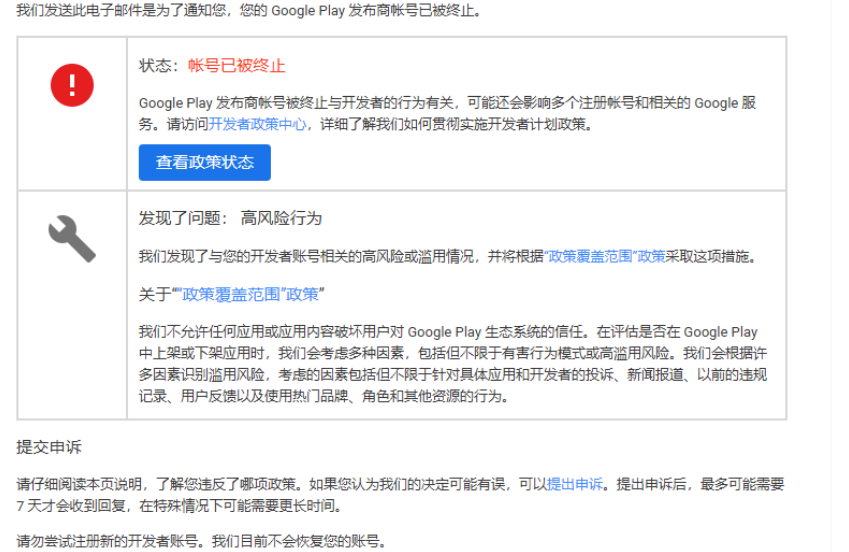 我们发送此电子邮件是为了通知您，您的 Google Play 发布商帐号已被终止。
状态：帐号已被终止
Google Play 发布商帐号被终止与开发者的行为有关，可能还会影响多个注册帐号和相关的 Google 服
务。请访问开发者政策中心，详细了解我们如何贯彻实施开发者计划政策。
查看政策状态
发现了问题： 高风险行为
我们发现了与您的开发者账号相关的高风险或滥用情况，并将根据“政策覆盖范围”政策采取这项措施。
关于“"政策覆盖范围"政策”
我们不允许任何应用或应用内容破坏用户对 Google Play 生态系统的信任。在评估是否在 Google Play
中上架或下架应用时，我们会考虑多种因素，包括但不限于有害行为模式或高滥用风险。我们会根据许
多因素识别滥用风险，考虑的因素包括但不限于针对具体应用和开发者的投诉、新闻报道、以前的违规
记录、用户反馈以及使用热门品牌、角色和其他资源的行为。
提交申诉
请仔细阅读本页说明，了解您违反了哪项政策。如果您认为我们的决定可能有误，可以提出申诉。提出申诉后，最多可能需要
7 天才会收到回复，在特殊情况下可能需要更长时间。
请勿尝试注册新的开发者账号。我们目前不会恢复您的账号。